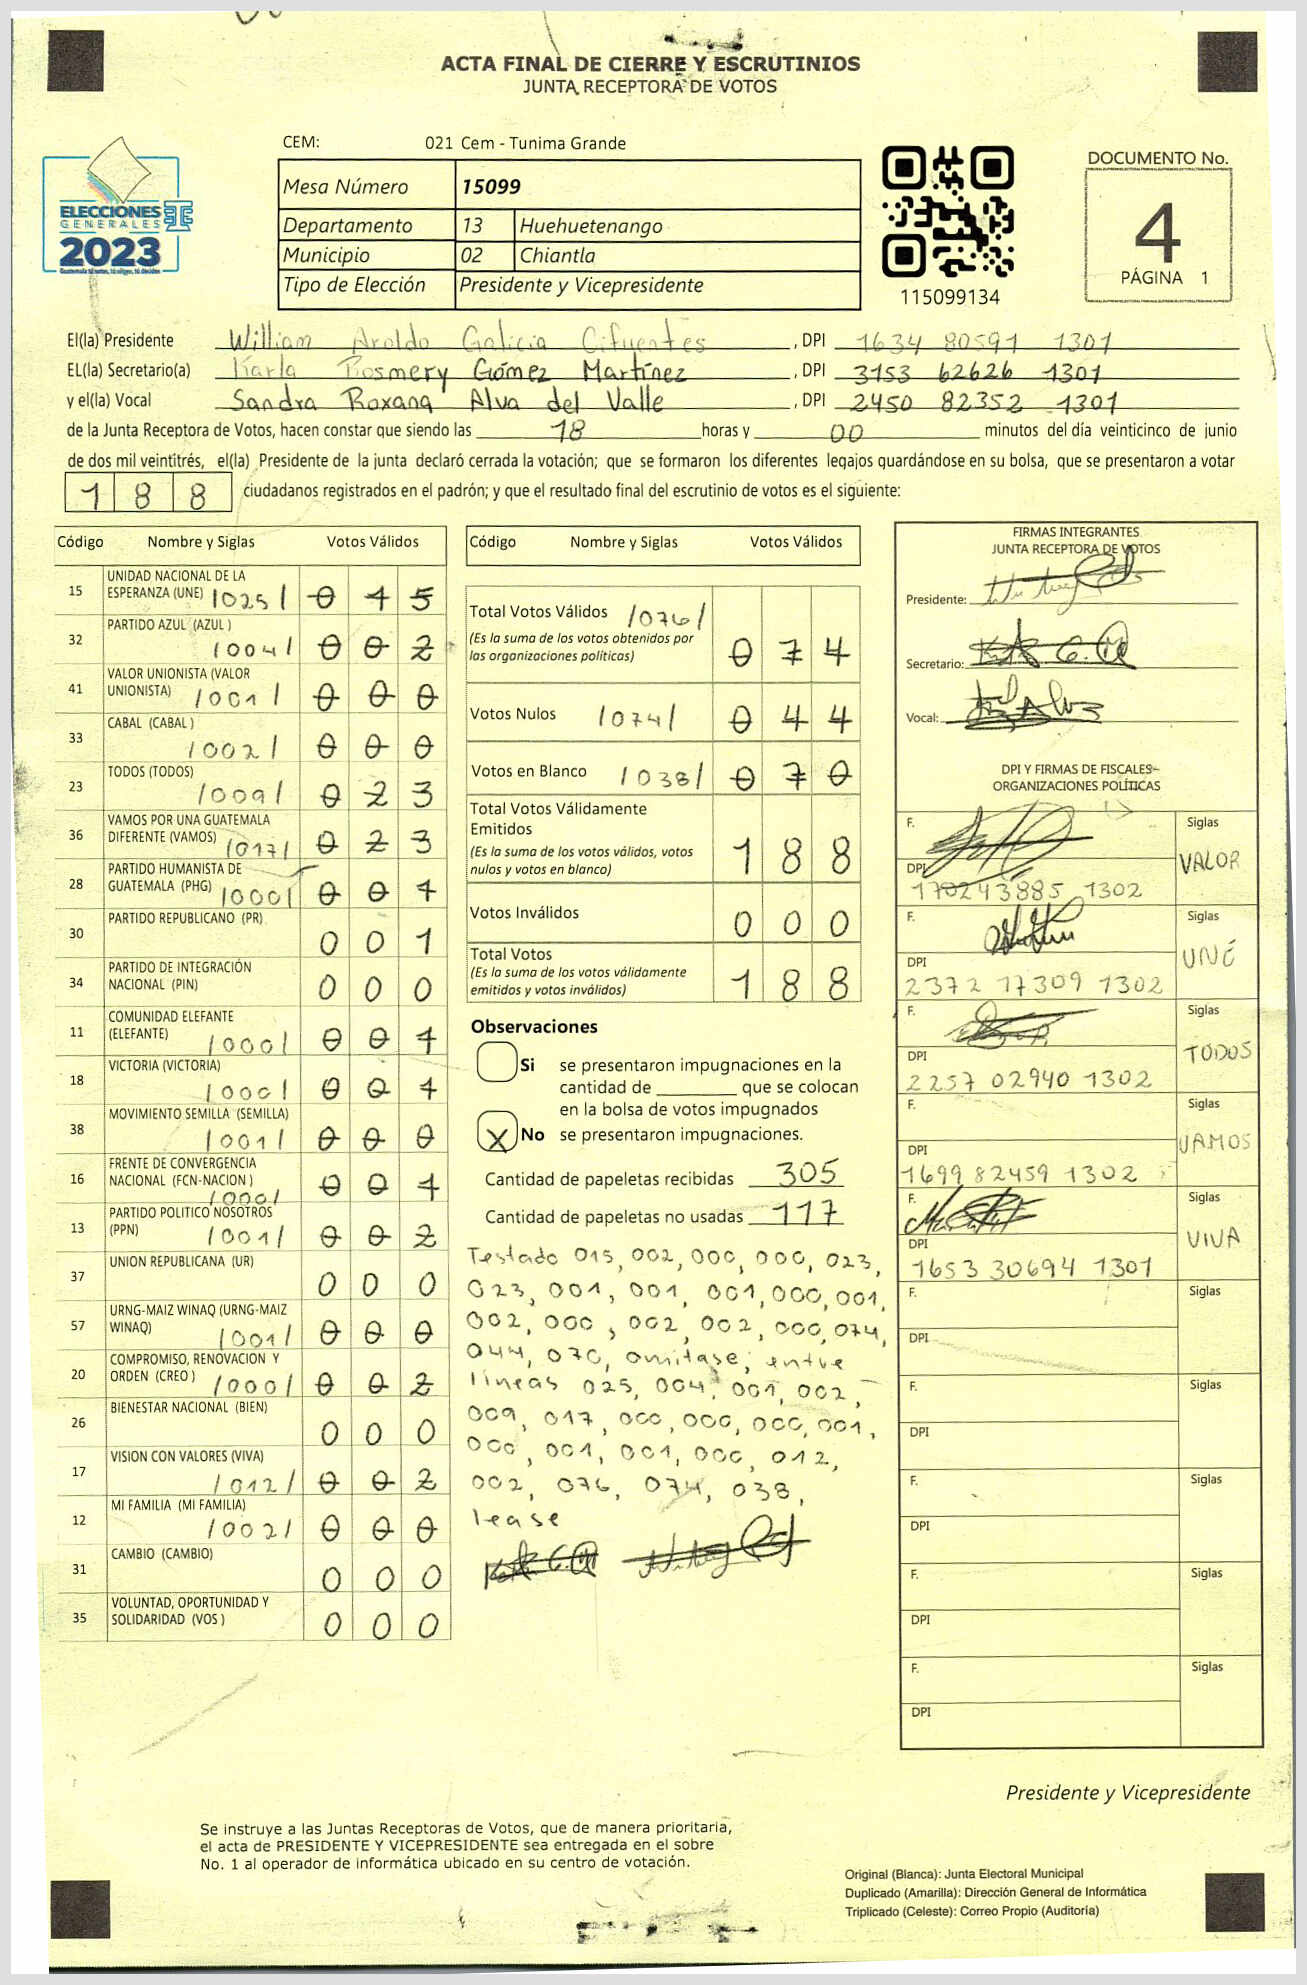 ACTA FINAL DE CIERRE Y ESCRUTINIOS
JUNTA RECEPTORA DE VOTOS
ELECCIONES
GENERALES
2023
CEM: 021 Cem - Tunima Grande
Mesa Número 15099
Departamento 13 Huehuetenango
Municipio 02 Chiantla
Tipo de Elección Presidente y Vicepresidente
115099134
DOCUMENTO No.
4
PÁGINA 1
El(la) Presidente William Aroldo Galicia Cifuentes , DPI 1634 80591 1301
EL(la) Secretario(a) Karla Rosmery Gómez Martínez , DPI 3153 62626 1301
y el(la) Vocal Sandra Roxana Alva del Valle , DPI 2450 82352 1301
de la Junta Receptora de Votos, hacen constar que siendo las 18 horas y 00 minutos del día veinticinco de junio
de dos mil veintitrés, el(la) Presidente de la junta declaró cerrada la votación; que se formaron los diferentes legajos guardándose en su bolsa, que se presentaron a votar
188 ciudadanos registrados en el padrón; y que el resultado final del escrutinio de votos es el siguiente:
Código Nombre y Siglas Votos Válidos
15 UNIDAD NACIONAL DE LA ESPERANZA (UNE) /025/ 0 1 5
32 PARTIDO AZUL (AZUL ) /004/ 0 0 2
41 VALOR UNIONISTA (VALOR UNIONISTA) /001/ 0 0 0
33 CABAL (CABAL ) /002/ 0 0 0
23 TODOS (TODOS) /009/ 0 2 3
36 VAMOS POR UNA GUATEMALA DIFERENTE (VAMOS) /017/ 0 2 3
28 PARTIDO HUMANISTA DE GUATEMALA (PHG) /000/ 0 0 1
30 PARTIDO REPUBLICANO (PR) 0 0 1
34 PARTIDO DE INTEGRACIÓN NACIONAL (PIN) 0 0 0
11 COMUNIDAD ELEFANTE (ELEFANTE) /000/ 0 0 1
18 VICTORIA (VICTORIA) /000/ 0 0 1
38 MOVIMIENTO SEMILLA (SEMILLA) /001/ 0 0 0
16 FRENTE DE CONVERGENCIA NACIONAL (FCN-NACION ) /000/ 0 0 1
13 PARTIDO POLITICO NOSOTROS (PPN) /001/ 0 0 2
37 UNION REPUBLICANA (UR) 0 0 0
57 URNG-MAIZ WINAQ (URNG-MAIZ WINAQ) /001/ 0 0 0
20 COMPROMISO, RENOVACION Y ORDEN (CREO ) /000/ 0 0 2
26 BIENESTAR NACIONAL (BIEN) 0 0 0
17 VISION CON VALORES (VIVA) /012/ 0 0 2
12 MI FAMILIA (MI FAMILIA) /002/ 0 0 0
31 CAMBIO (CAMBIO) 0 0 0
35 VOLUNTAD, OPORTUNIDAD Y SOLIDARIDAD (VOS ) 0 0 0
Código Nombre y Siglas Votos Válidos
Total Votos Válidos /076/ 0 7 4
(Es la suma de los votos obtenidos por
las organizaciones políticas)
Votos Nulos /074/ 0 4 4
Votos en Blanco /038/ 0 7 0
Total Votos Válidamente
Emitidos 1 8 8
(Es la suma de los votos válidos, votos
nulos y votos en blanco)
Votos Inválidos 0 0 0
Total Votos 1 8 8
(Es la suma de los votos válidamente
emitidos y votos inválidos)
Observaciones
Si se presentaron impugnaciones en la
cantidad de ________ que se colocan
en la bolsa de votos impugnados
X No se presentaron impugnaciones.
Cantidad de papeletas recibidas 305
Cantidad de papeletas no usadas 117
Testado 015, 002, 000, 000, 023,
023, 001, 001, 001, 000, 001,
002, 000, 002, 002, 000, 074,
044, 070, omitase; entre
lineas 025, 004, 001, 002
009, 017, 000, 000, 000, 001,
000, 001, 001, 000, 012,
002, 076, 074, 038,
lease
FIRMAS INTEGRANTES
JUNTA RECEPTORA DE VOTOS
Presidente:
Secretario:
Vocal:
DPI Y FIRMAS DE FISCALES
ORGANIZACIONES POLÍTICAS
F. Siglas
DPI VALOR
170243885 1302
F. Siglas
DPI UNE
2372 17309 1302
F. Siglas
DPI TODOS
2257 02940 1302
F. Siglas
DPI VAMOS
1699 82459 1302
F. Siglas
DPI VIVA
1653 30694 1301
F. Siglas
DPI
F. Siglas
DPI
F. Siglas
DPI
F. Siglas
DPI
F. Siglas
DPI
Presidente y Vicepresidente
Se instruye a las Juntas Receptoras de Votos, que de manera prioritaria,
el acta de PRESIDENTE Y VICEPRESIDENTE sea entregada en el sobre
No. 1 al operador de informática ubicado en su centro de votación.
Original (Blanca): Junta Electoral Municipal
Duplicado (Amarilla): Dirección General de Informática
Triplicado (Celeste): Correo Propio (Auditoría)